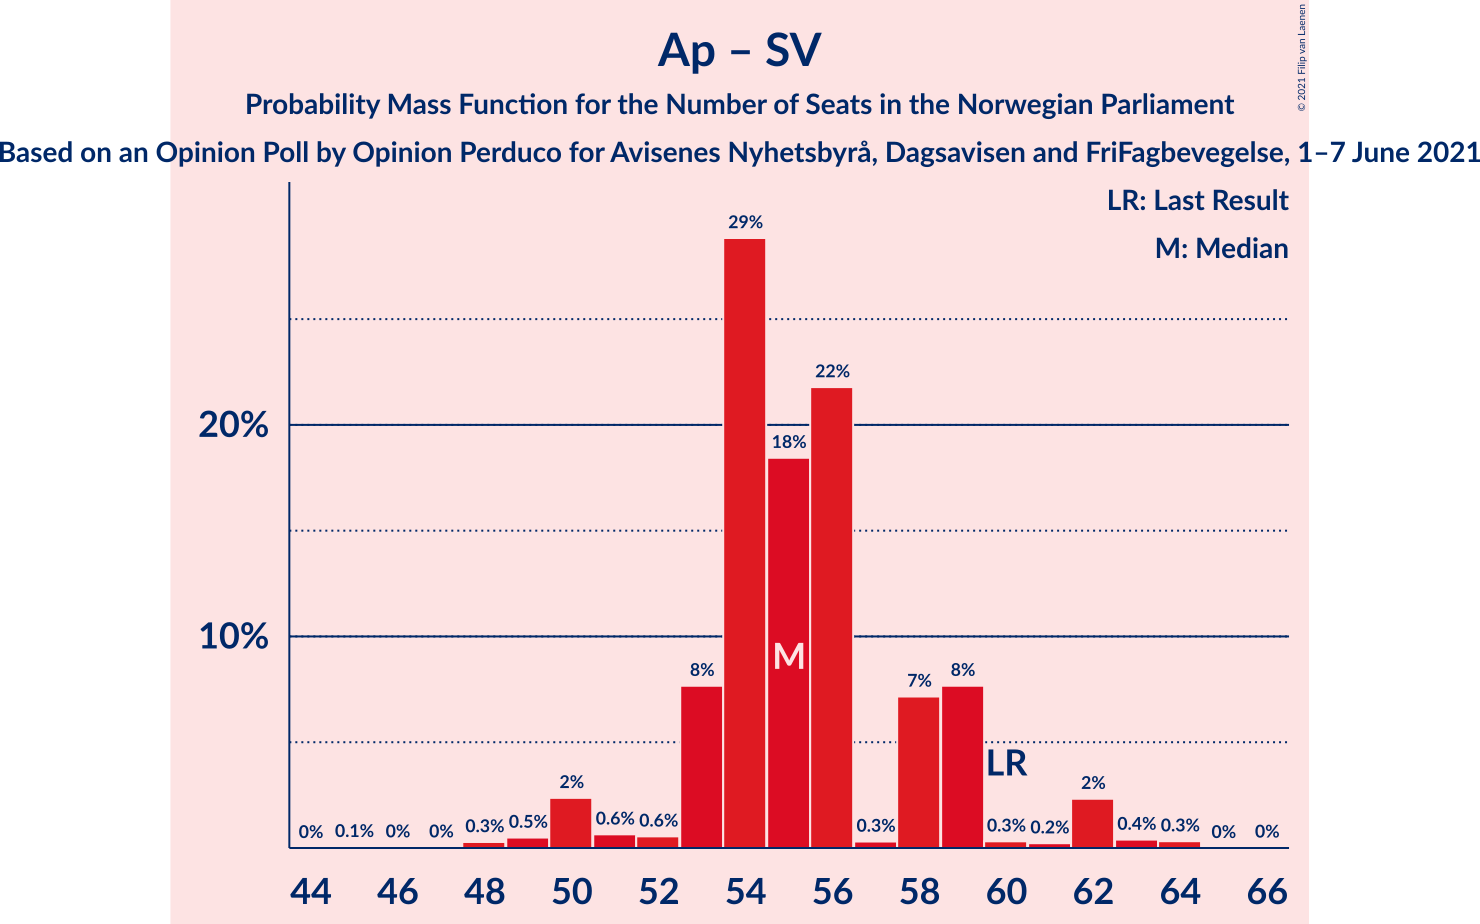 Ap – SV
Probability Mass Function for the Number of Seats in the Norwegian Parliament
Based on an Opinion Poll by Opinion Perduco for Avisenes Nyhetsbyrå, Dagsavisen and FriFagbevegelse, 1–7 June 2021
© 2021 Filip van Laenen
LR: Last Result
M: Median
20%
10%
0%
0.1%
0%
0%
0.3%
0.5%
2%
0.6%
0.6%
8%
29%
18%
22%
0.3%
7%
8%
0.3%
0.2%
2%
0.4%
0.3%
0%
0%
M
LR
44 46 48 50 52 54 56 58 60 62 64 66